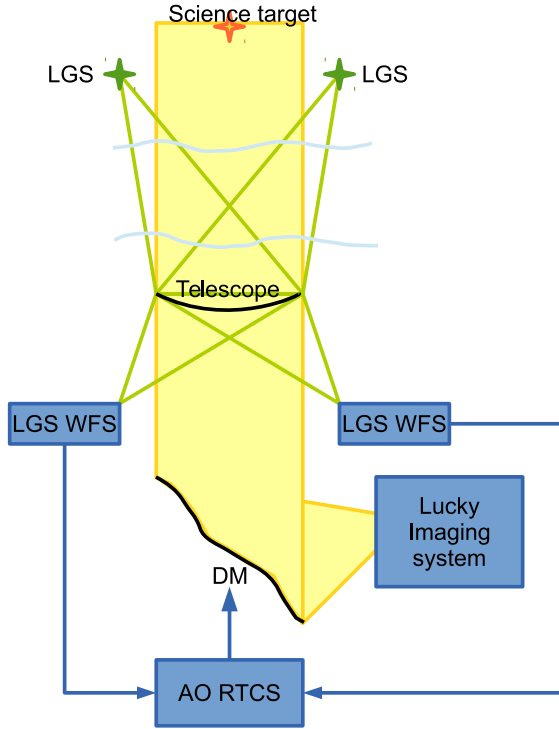 Science target
LGS
LGS
Telescope
LGS WFS
LGS WFS
Lucky
Imaging
system
DM
AO RTCS